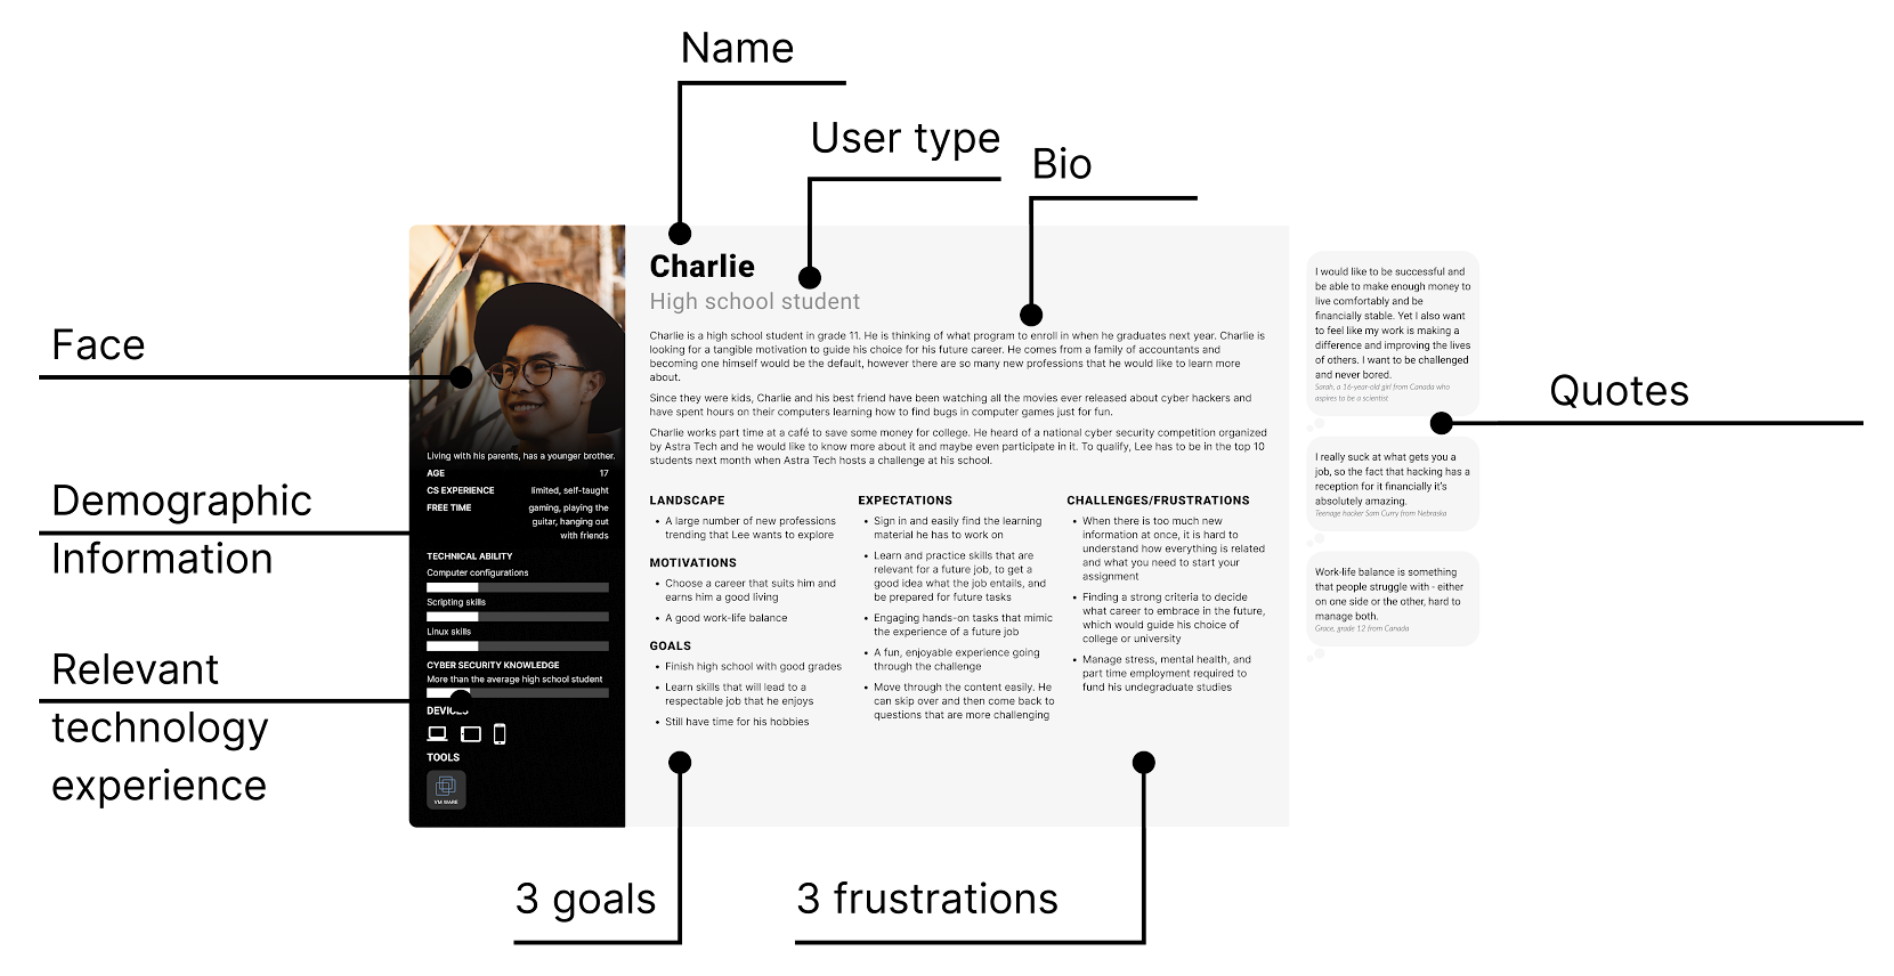 Name
User type
Bio
Face
Demographic
Information
Relevant
technology
experience
Living with his parents, has a younger brother.
AGE 17
CS EXPERIENCE limited, self-taught
FREE TIME gaming, playing the
guitar, hanging out
with friends
TECHNICAL ABILITY
Computer configurations
Scripting skills
Linux skills
CYBER SECURITY KNOWLEDGE
More than the average high school student
DEVICES
TOOLS
VM WARE
Charlie
High school student
Charlie is a high school student in grade 11. He is thinking of what program to enroll in when he graduates next year. Charlie is
looking for a tangible motivation to guide his choice for his future career. He comes from a family of accountants and
becoming one himself would be the default, however there are so many new professions that he would like to learn more
about.
Since they were kids, Charlie and his best friend have been watching all the movies ever released about cyber hackers and
have spent hours on their computers learning how to find bugs in computer games just for fun.
Charlie works part time at a café to save some money for college. He heard of a national cyber security competition organized
by Astra Tech and he would like to know more about it and maybe even participate in it. To qualify, Lee has to be in the top 10
students next month when Astra Tech hosts a challenge at his school.
LANDSCAPE
• A large number of new professions
trending that Lee wants to explore
MOTIVATIONS
• Choose a career that suits him and
earns him a good living
• A good work-life balance
GOALS
• Finish high school with good grades
• Learn skills that will lead to a
respectable job that he enjoys
• Still have time for his hobbies
EXPECTATIONS
• Sign in and easily find the learning
material he has to work on
• Learn and practice skills that are
relevant for a future job, to get a
good idea what the job entails, and
be prepared for future tasks
• Engaging hands-on tasks that mimic
the experience of a future job
• A fun, enjoyable experience going
through the challenge
• Move through the content easily. He
can skip over and then come back to
questions that are more challenging
CHALLENGES/FRUSTRATIONS
• When there is too much new
information at once, it is hard to
understand how everything is related
and what you need to start your
assignment
• Finding a strong criteria to decide
what career to embrace in the future,
which would guide his choice of
college or university
• Manage stress, mental health, and
part time employment required to
fund his undeguate studies
I would like to be successful and
be able to make enough money to
live comfortably and be
financially stable. Yet I also want
to feel like my work is making a
difference and improving the lives
of others. I want to be challenged
and never bored.
Sarah, a 16-year-old girl from Canada who
aspires to be a scientist
I really suck at what gets you a
job, so the fact that hacking has a
reception for it financially it's
absolutely amazing.
Teenage hacker Sam Curry from Nebraska
Work-life balance is something
that people struggle with - either
on one side or the other, hard to
manage both.
Grace, grade 12 from Canada
Quotes
3 goals
3 frustrations